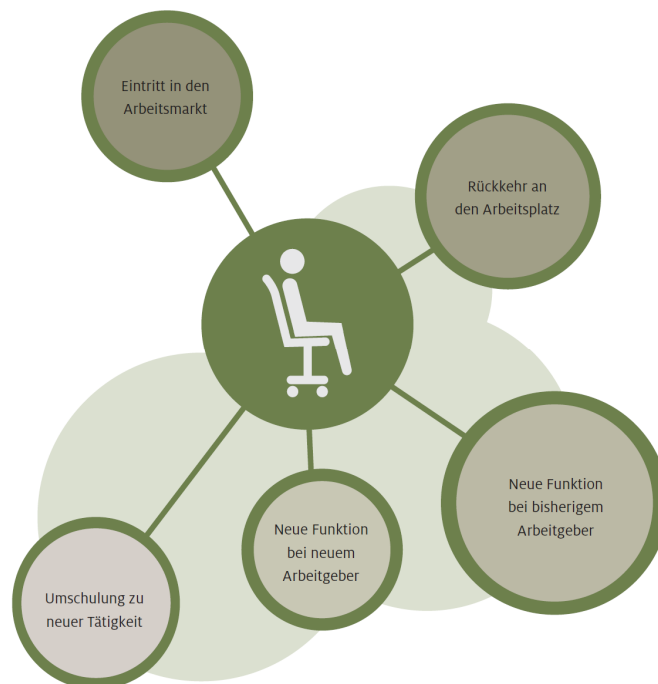 Eintritt in den
Arbeitsmarkt
Rückkehr an
den Arbeitsplatz
Neue Funktion
bei bisherigem
Arbeitgeber
Neue Funktion
bei neuem
Arbeitgeber
Umschulung zu
neuer Tätigkeit